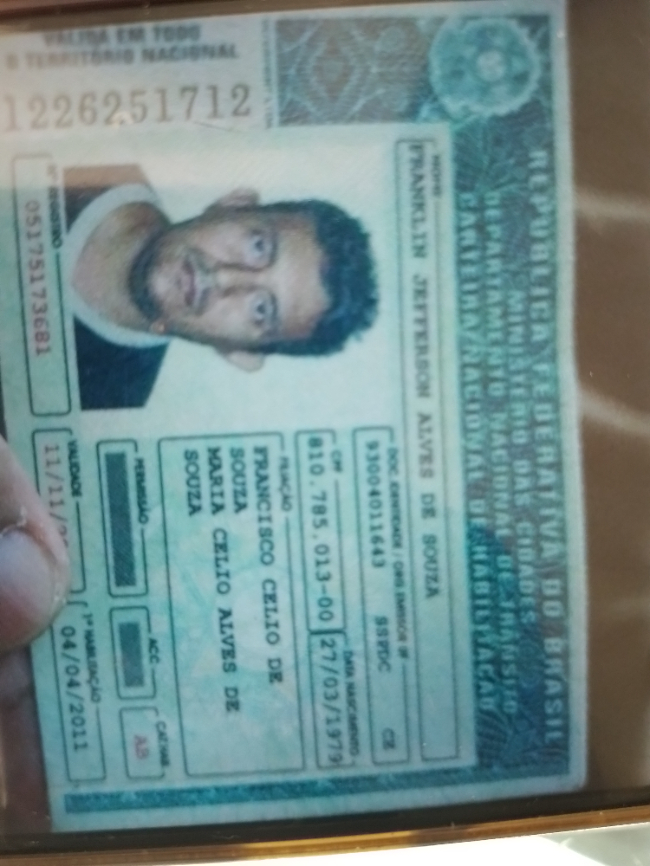 REPÚBLICA FEDERATIVA DO BRASIL
MINISTÉRIO DAS CIDADES
DEPARTAMENTO NACIONAL DE TRÂNSITO
CARTEIRA NACIONAL DE HABILITAÇÃO
NOME
FRANKLIN JEFFERSON ALVES DE SOUZA
DOC. IDENTIDADE / ORG EMISSOR UF
93004011643 SSPDC CE
CPF
810.785.013-00
DATA NASCIMENTO
27/03/1979
FILIAÇÃO
FRANCISCO CELIO DE
SOUZA
MARIA CELIO ALVES DE
SOUZA
PERMISSÃO
ACC
CAT.HAB
AB
Nº REGISTRO
05175173681
VALIDADE
11/11/
1ª HABILITAÇÃO
04/04/2011
VÁLIDA EM TODO
O TERRITÓRIO NACIONAL
1226251712